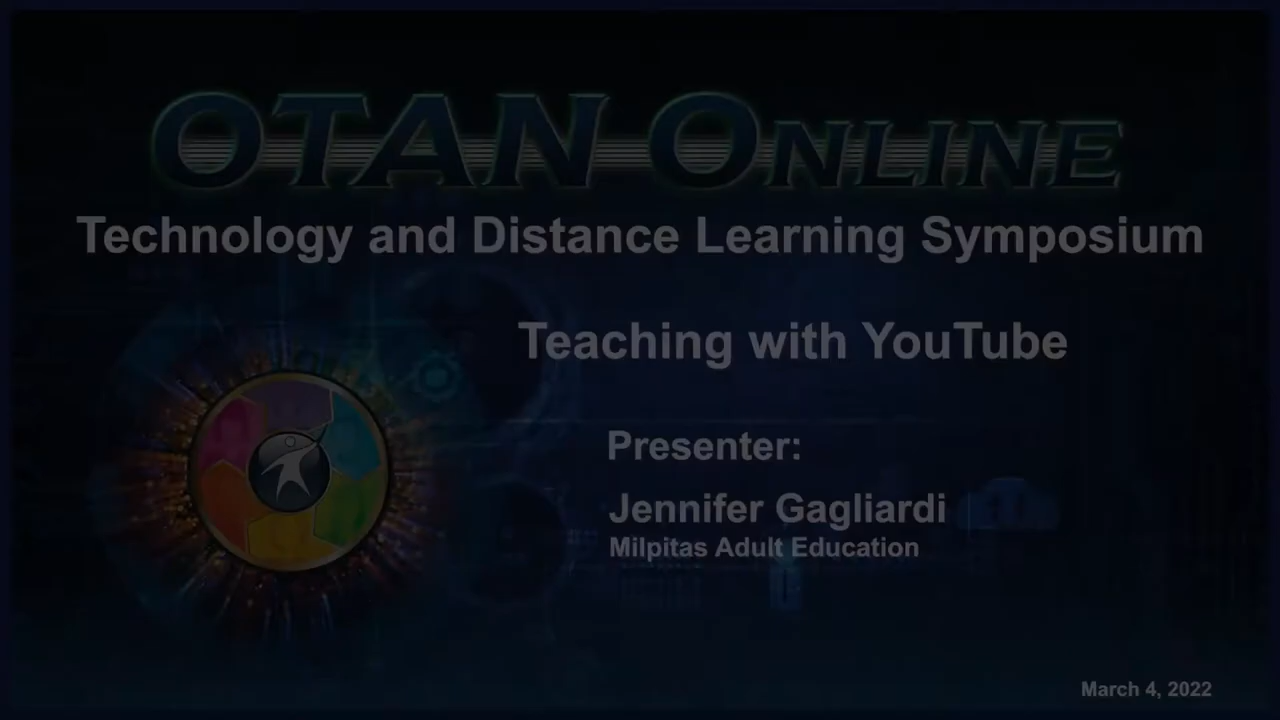 OTAN ONLINE
Technology and Distance Learning Symposium
Teaching with YouTube
Presenter:
Jennifer Gagliardi
Milpitas Adult Education
March 4, 2022